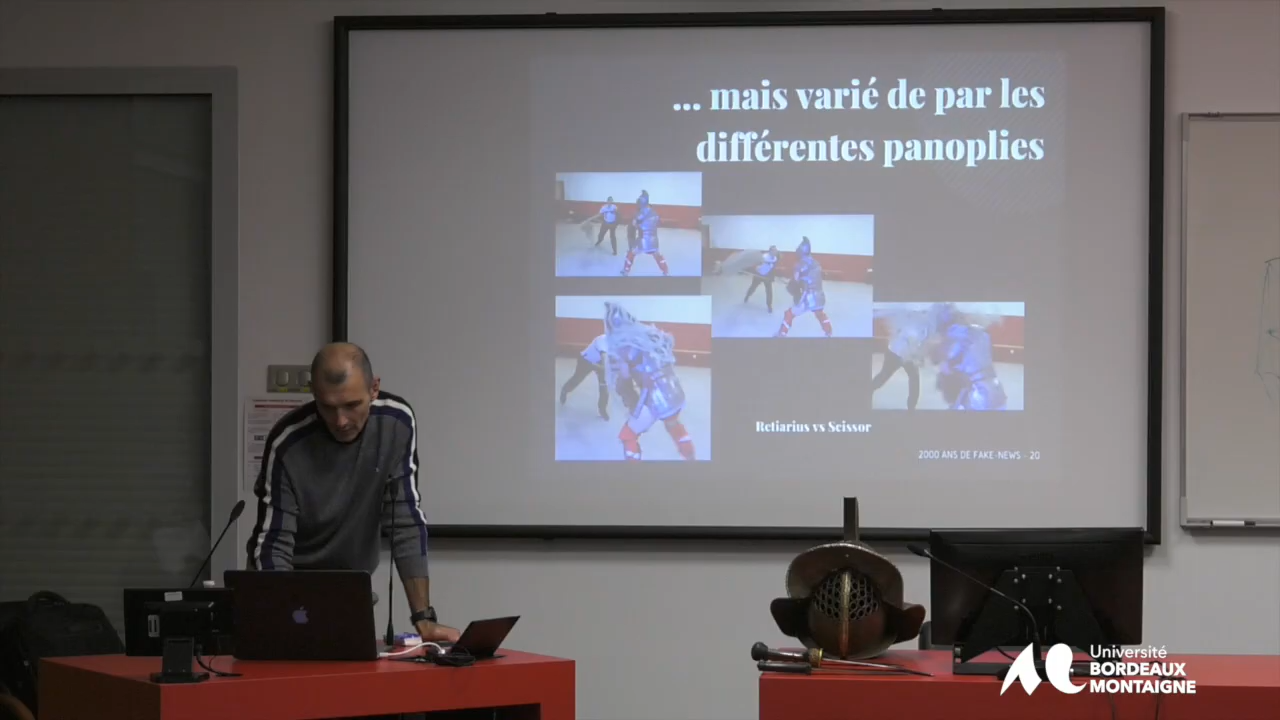 ... mais varié de par les
différentes panoplies
Retiarius vs Scissor
2000 ANS DE FAKE-NEWS - 20
Université
BORDEAUX
MONTAIGNE